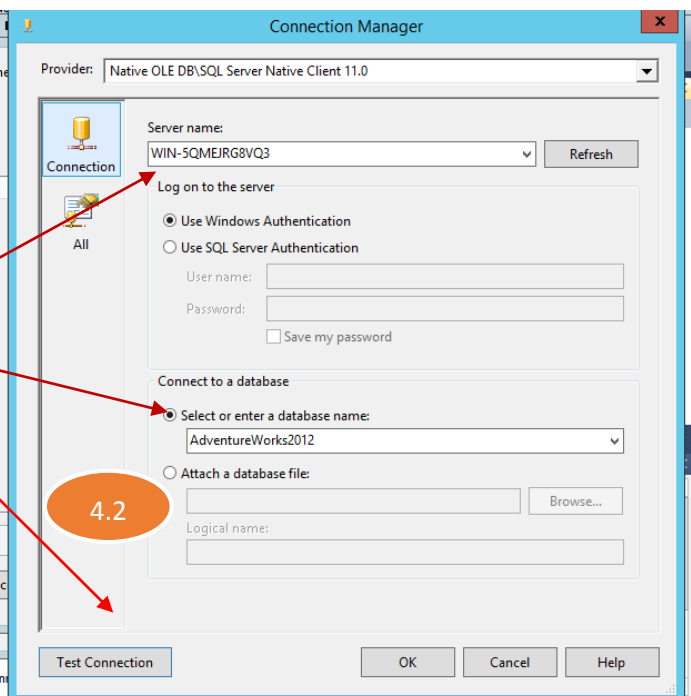 Connection Manager
x
Provider: Native OLE DB\SQL Server Native Client 11.0
Connection
All
Server name:
WIN-5QMEJRG8VQ3
Refresh
Log on to the server
Use Windows Authentication
Use SQL Server Authentication
User name:
Password:
Save my password
Connect to a database
Select or enter a database name:
AdventureWorks2012
Attach a database file:
4.2
Browse...
Logical name:
Test Connection
OK
Cancel
Help